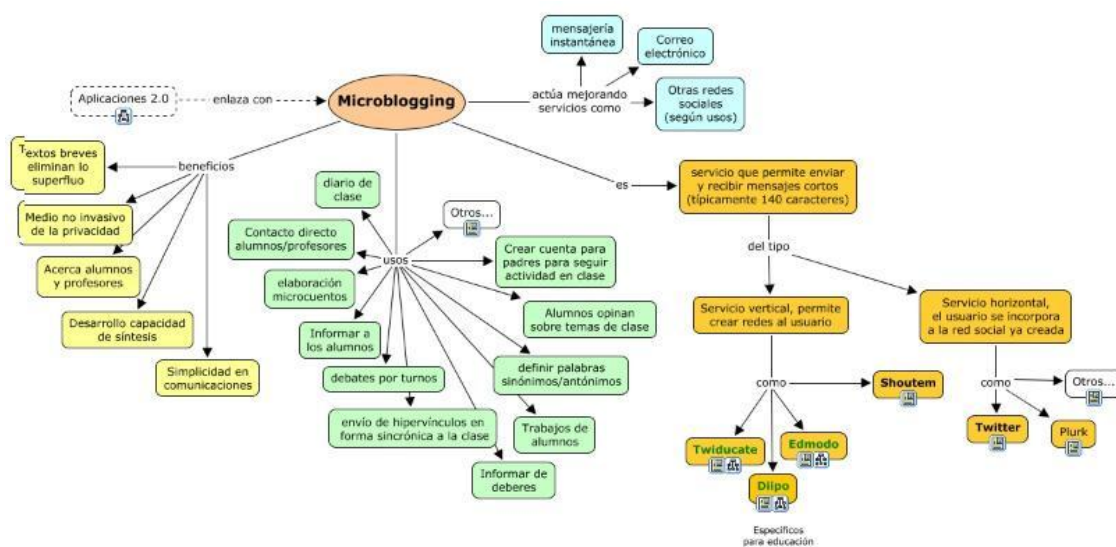 mensajería
instantánea
Correo
electrónico
Aplicaciones 2.0
enlaza con
Microblogging
actúa mejorando
servicios como
Otras redes
sociales
(según usos)
Textos breves
eliminan lo
superfluo
beneficios
Medio no invasivo
de la privacidad
Acerca alumnos
y profesores
Desarrollo capacidad
de síntesis
Simplicidad en
comunicaciones
diario de
clase
Contacto directo
alumnos/profesores
elaboración
microcuentos
Informar a
los alumnos
debates por turnos
envío de hipervínculos en
forma sincrónica a la clase
usos
Otros...
Crear cuenta para
padres para seguir
actividad en clase
Alumnos opinan
sobre temas de clase
definir palabras
sinónimos/antónimos
Trabajos de
alumnos
Informar de
deberes
es
servicio que permite enviar
y recibir mensajes cortos
(típicamente 140 caracteres)
del tipo
Servicio vertical, permite
crear redes al usuario
como
Shoutem
Twiducate
Edmodo
Diipo
Específicos
para educación
Servicio horizontal,
el usuario se incorpora
a la red social ya creada
como
Otros...
Twitter
Plurk